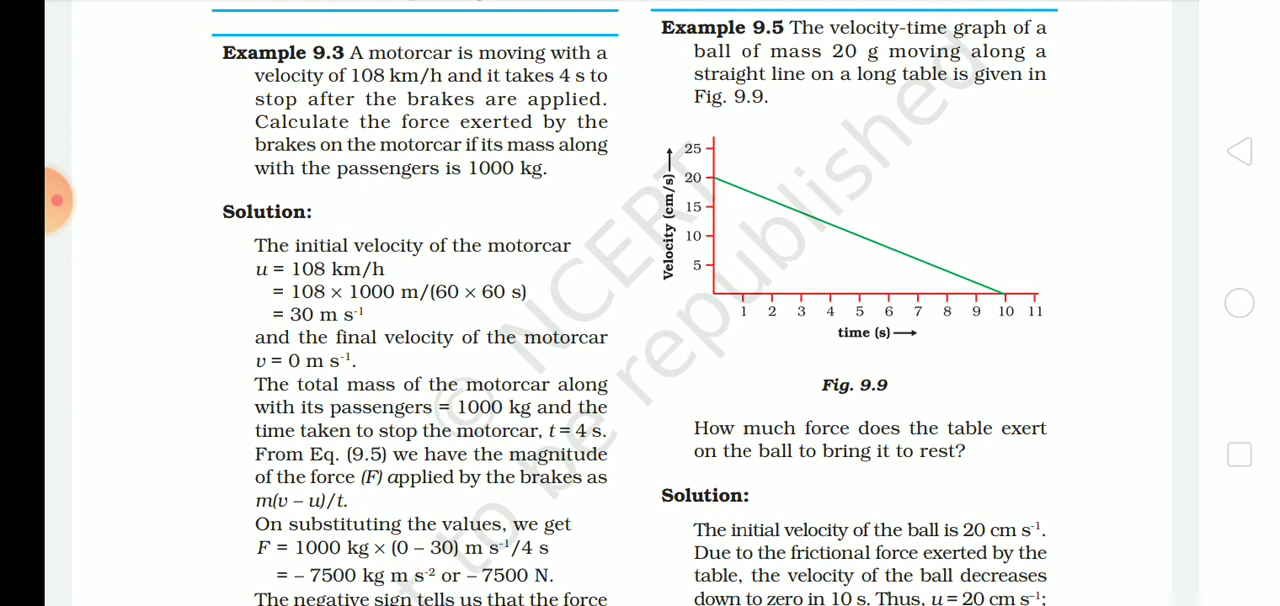 Example 9.3 A motorcar is moving with a
velocity of 108 km/h and it takes 4 s to
stop after the brakes are applied.
Calculate the force exerted by the
brakes on the motorcar if its mass along
with the passengers is 1000 kg.
Solution:
The initial velocity of the motorcar
u = 108 km/h
= 108 × 1000 m/(60 × 60 s)
= 30 m s⁻¹
and the final velocity of the motorcar
v = 0 m s⁻¹.
The total mass of the motorcar along
with its passengers = 1000 kg and the
time taken to stop the motorcar, t = 4 s.
From Eq. (9.5) we have the magnitude
of the force (F) applied by the brakes as
m(v – u)/t.
On substituting the values, we get
F = 1000 kg × (0 – 30) m s⁻¹/4 s
= – 7500 kg m s⁻² or – 7500 N.
The negative sign tells us that the force
Example 9.5 The velocity-time graph of a
ball of mass 20 g moving along a
straight line on a long table is given in
Fig. 9.9.
25
20
15
10
5
Velocity (cm/s)
1 2 3 4 5 6 7 8 9 10 11
time (s)
Fig. 9.9
How much force does the table exert
on the ball to bring it to rest?
Solution:
The initial velocity of the ball is 20 cm s⁻¹.
Due to the frictional force exerted by the
table, the velocity of the ball decreases
down to zero in 10 s. Thus, u = 20 cm s⁻¹;
© NCERT
to be republished